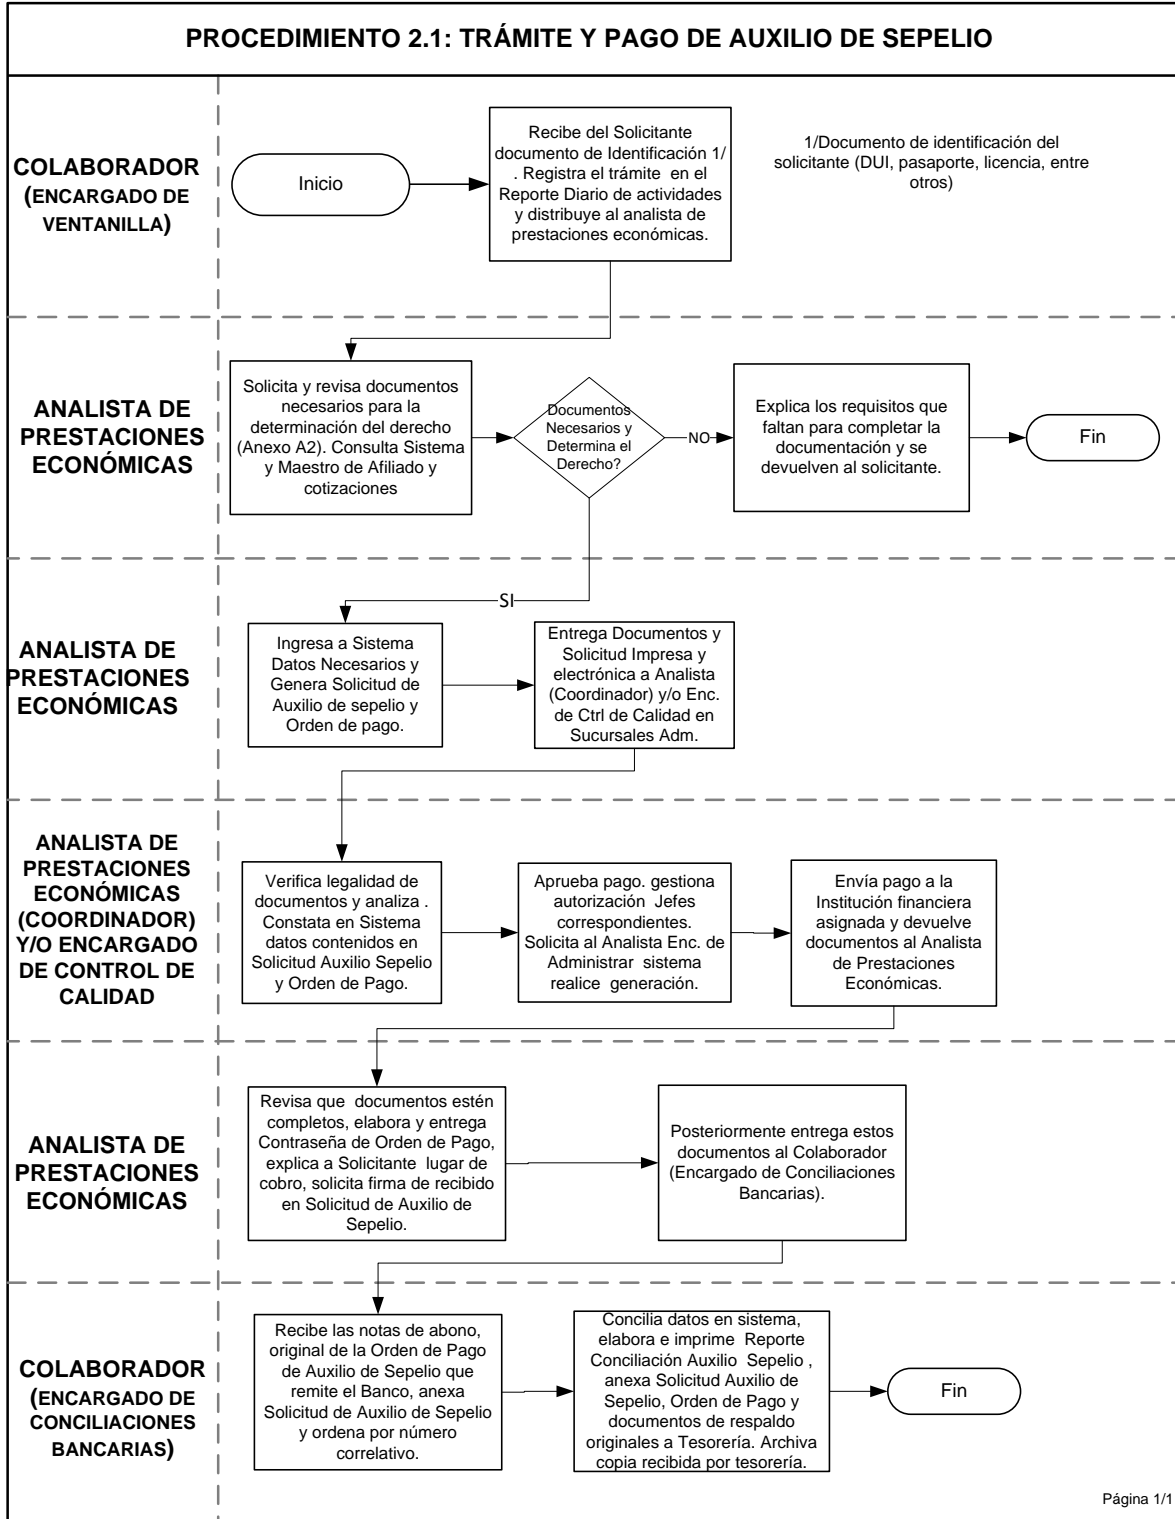 PROCEDIMIENTO 2.1: TRÁMITE Y PAGO DE AUXILIO DE SEPELIO
COLABORADOR
(ENCARGADO DE
VENTANILLA)
Inicio
Recibe del Solicitante
documento de Identificación 1/
. Registra el trámite en el
Reporte Diario de actividades
y distribuye al analista de
prestaciones económicas.
1/Documento de identificación del
solicitante (DUI, pasaporte, licencia, entre
otros)
ANALISTA DE
PRESTACIONES
ECONÓMICAS
Solicita y revisa documentos
necesarios para la
determinación del derecho
(Anexo A2). Consulta Sistema
y Maestro de Afiliado y
cotizaciones
Documentos
Necesarios y
Determina el
Derecho?
NO
Explica los requisitos que
faltan para completar la
documentación y se
devuelven al solicitante.
Fin
SI
ANALISTA DE
PRESTACIONES
ECONÓMICAS
Ingresa a Sistema
Datos Necesarios y
Genera Solicitud de
Auxilio de sepelio y
Orden de pago.
Entrega Documentos y
Solicitud Impresa y
electrónica a Analista
(Coordinador) y/o Enc.
de Ctrl de Calidad en
Sucursales Adm.
ANALISTA DE
PRESTACIONES
ECONÓMICAS
(COORDINADOR)
Y/O ENCARGADO
DE CONTROL DE
CALIDAD
Verifica legalidad de
documentos y analiza .
Constata en Sistema
datos contenidos en
Solicitud Auxilio Sepelio
y Orden de Pago.
Aprueba pago. gestiona
autorización Jefes
correspondientes.
Solicita al Analista Enc. de
Administrar sistema
realice generación.
Envía pago a la
Institución financiera
asignada y devuelve
documentos al Analista
de Prestaciones
Económicas.
ANALISTA DE
PRESTACIONES
ECONÓMICAS
Revisa que documentos estén
completos, elabora y entrega
Contraseña de Orden de Pago,
explica a Solicitante lugar de
cobro, solicita firma de recibido
en Solicitud de Auxilio de
Sepelio.
Posteriormente entrega estos
documentos al Colaborador
(Encargado de Conciliaciones
Bancarias).
COLABORADOR
(ENCARGADO DE
CONCILIACIONES
BANCARIAS)
Recibe las notas de abono,
original de la Orden de Pago
de Auxilio de Sepelio que
remite el Banco, anexa
Solicitud de Auxilio de Sepelio
y ordena por número
correlativo.
Concilia datos en sistema,
elabora e imprime Reporte
Conciliación Auxilio Sepelio ,
anexa Solicitud Auxilio de
Sepelio, Orden de Pago y
documentos de respaldo
originales a Tesorería. Archiva
copia recibida por tesorería.
Fin
Página 1/1